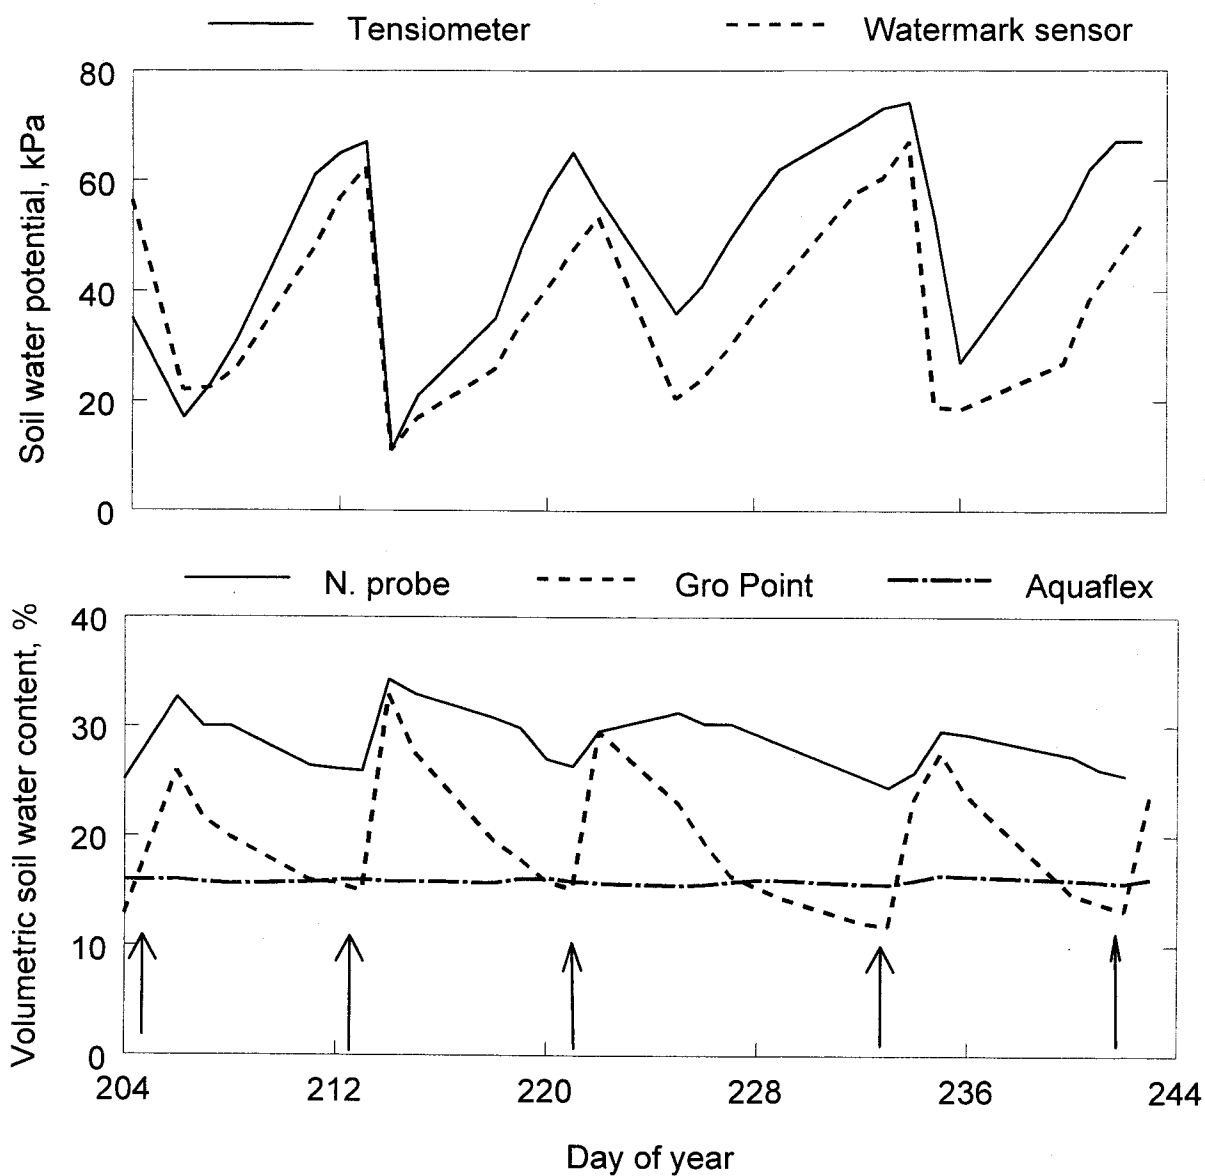 Tensiometer Watermark sensor
80
60
40
20
0
Soil water potential, kPa
N. probe Gro Point Aquaflex
40
30
20
10
0
Volumetric soil water content, %
204 212 220 228 236 244
Day of year